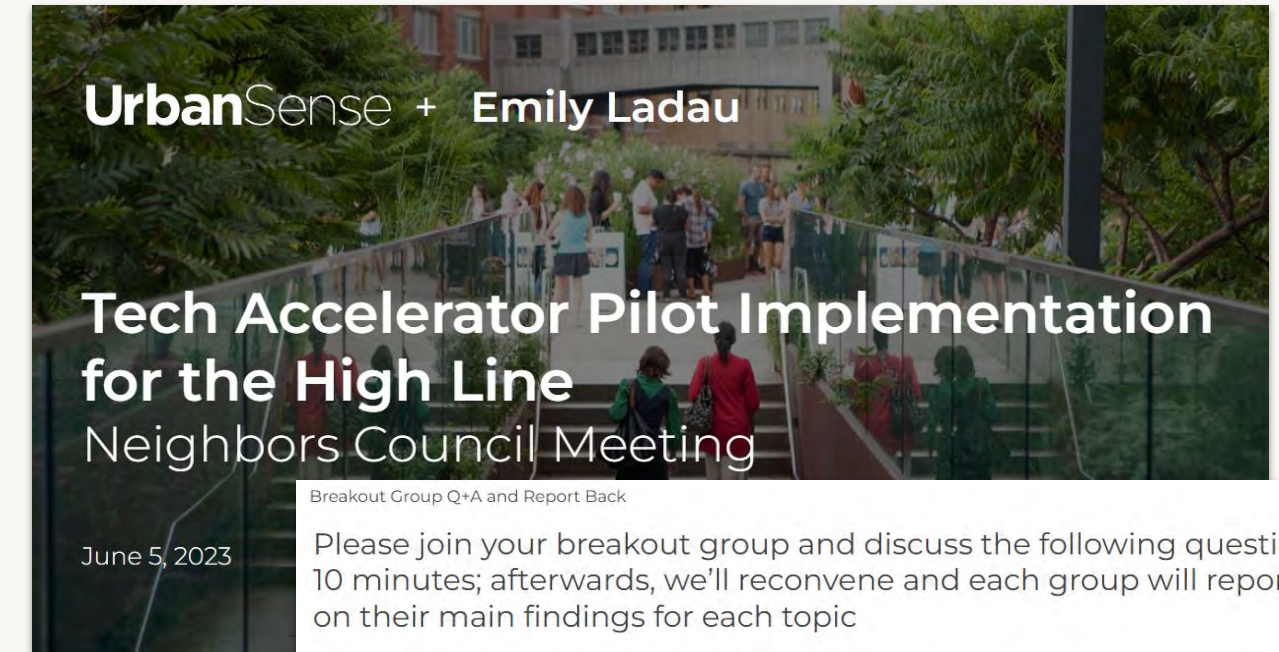 UrbanSense + Emily Ladau
Tech Accelerator Pilot Implementation
for the High Line
Neighbors Council Meeting
June 5, 2023
Breakout Group Q+A and Report Back
Please join your breakout group and discuss the following questi
10 minutes; afterwards, we’ll reconvene and each group will repor
on their main findings for each topic